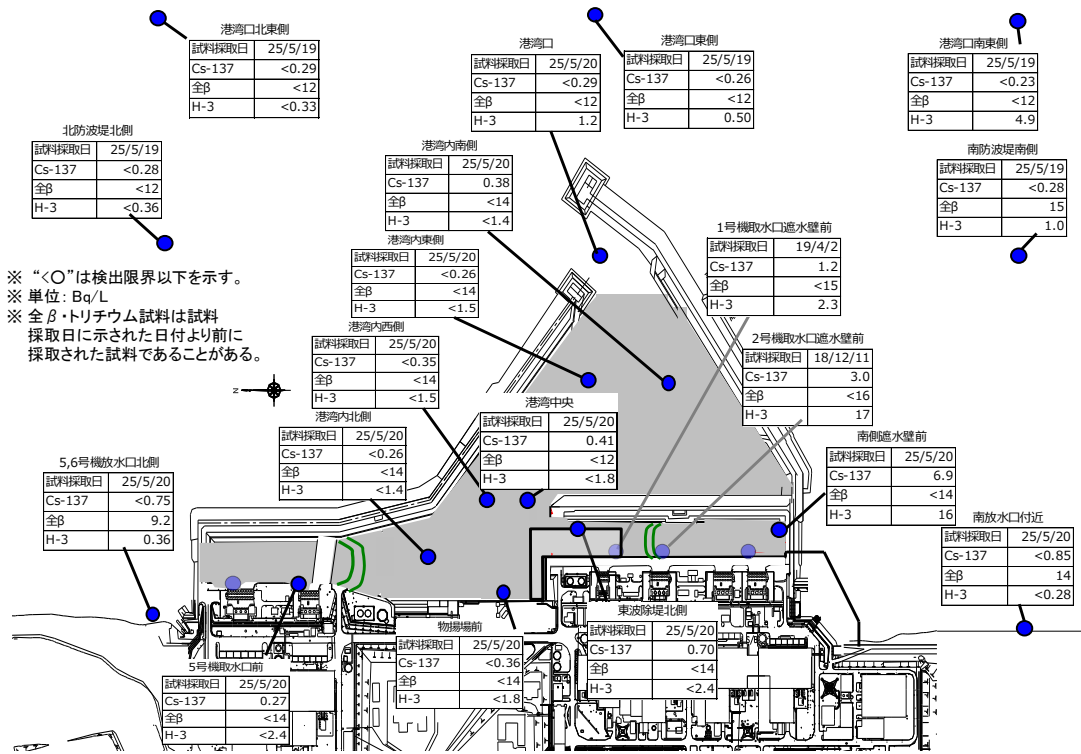 港湾口北東側
試料採取日 25/5/19
Cs-137 <0.29
全β <12
H-3 <0.33
港湾口
試料採取日 25/5/20
Cs-137 <0.29
全β <12
H-3 1.2
港湾口東側
試料採取日 25/5/19
Cs-137 <0.26
全β <12
H-3 0.50
港湾口南東側
試料採取日 25/5/19
Cs-137 <0.23
全β <12
H-3 4.9
北防波堤北側
試料採取日 25/5/19
Cs-137 <0.28
全β <12
H-3 <0.36
港湾内南側
試料採取日 25/5/20
Cs-137 0.38
全β <14
H-3 <1.4
南防波堤南側
試料採取日 25/5/19
Cs-137 <0.28
全β 15
H-3 1.0
港湾内東側
試料採取日 25/5/20
Cs-137 <0.26
全β <14
H-3 <1.5
1号機取水口遮水壁前
試料採取日 19/4/2
Cs-137 1.2
全β <15
H-3 2.3
※ “<○”は検出限界以下を示す。
※ 単位: Bq/L
※ 全β・トリチウム試料は試料
採取日に示された日付より前に
採取された試料であることがある。
港湾内西側
試料採取日 25/5/20
Cs-137 <0.35
全β <14
H-3 <1.5
2号機取水口遮水壁前
試料採取日 18/12/11
Cs-137 3.0
全β <16
H-3 17
Z
港湾内北側
試料採取日 25/5/20
Cs-137 <0.26
全β <14
H-3 <1.4
港湾中央
試料採取日 25/5/20
Cs-137 0.41
全β <12
H-3 <1.8
南側遮水壁前
試料採取日 25/5/20
Cs-137 6.9
全β <14
H-3 16
5,6号機放水口北側
試料採取日 25/5/20
Cs-137 <0.75
全β 9.2
H-3 0.36
南放水口付近
試料採取日 25/5/20
Cs-137 <0.85
全β 14
H-3 <0.28
物揚場前
試料採取日 25/5/20
Cs-137 <0.36
全β <14
H-3 <1.8
東波除堤北側
試料採取日 25/5/20
Cs-137 0.70
全β <14
H-3 <2.4
5号機取水口前
試料採取日 25/5/20
Cs-137 0.27
全β <14
H-3 <2.4